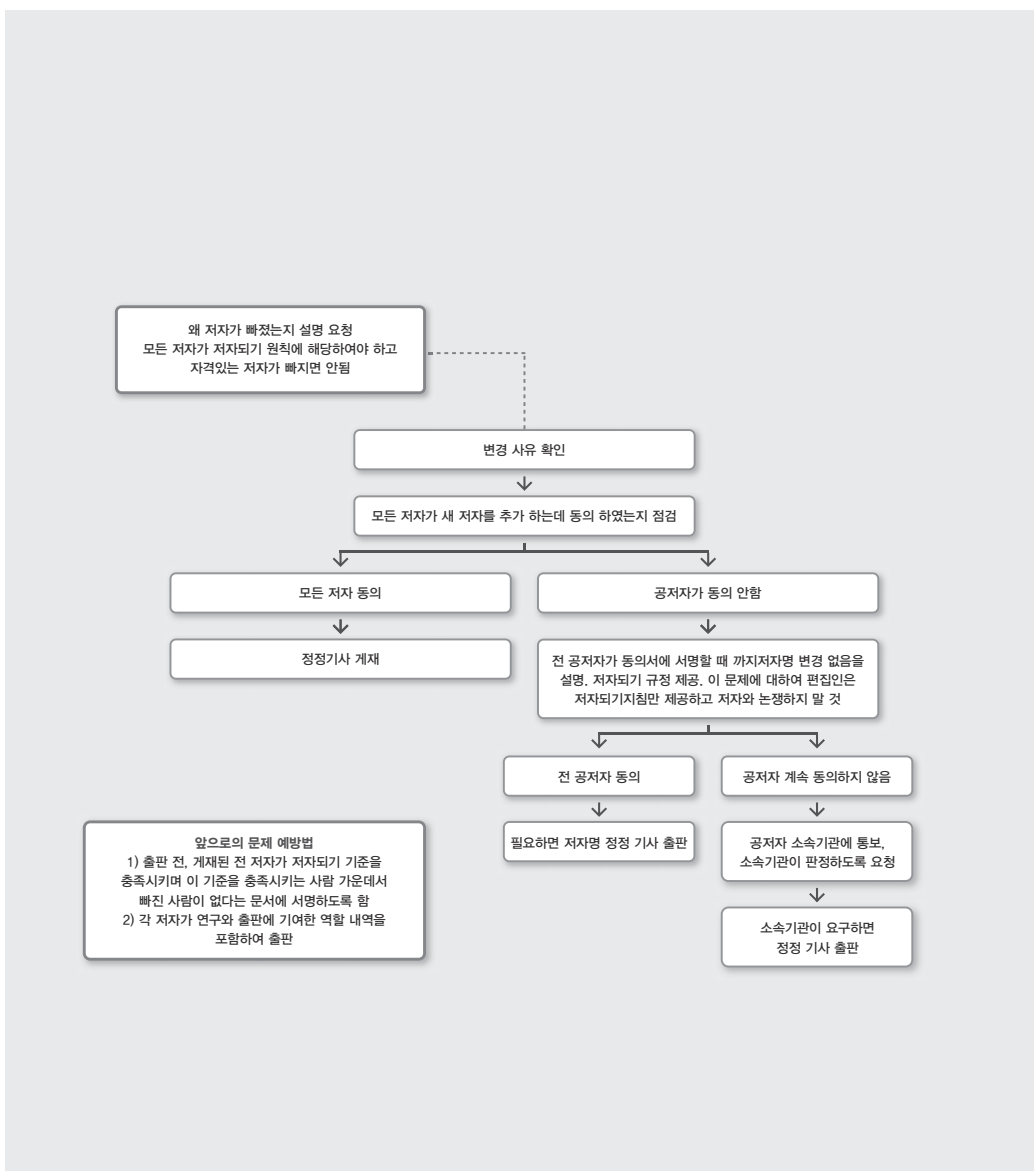 왜 저자가 빠졌는지 설명 요청
모든 저자가 저자되기 원칙에 해당하여야 하고
자격있는 저자가 빠지면 안됨
변경 사유 확인
모든 저자가 새 저자를 추가 하는데 동의 하였는지 점검
모든 저자 동의
공저자가 동의 안함
정정기사 게재
전 공저자가 동의서에 서명할 때 까지저자명 변경 없음을
설명. 저자되기 규정 제공. 이 문제에 대하여 편집인은
저자되기지침만 제공하고 저자와 논쟁하지 말 것
전 공저자 동의
공저자 계속 동의하지 않음
필요하면 저자명 정정 기사 출판
공저자 소속기관에 통보,
소속기관이 판정하도록 요청
소속기관이 요구하면
정정 기사 출판
앞으로의 문제 예방법
1) 출판 전, 게재된 전 저자가 저자되기 기준을
충족시키며 이 기준을 충족시키는 사람 가운데서
빠진 사람이 없다는 문서에 서명하도록 함
2) 각 저자가 연구와 출판에 기여한 역할 내역을
포함하여 출판